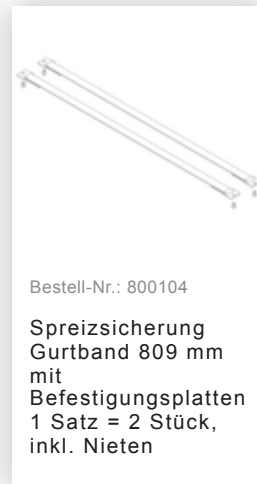 Bestell-Nr.: 800104
Spreizsicherung
Gurtband 809 mm
mit
Befestigungsplatten
1 Satz = 2 Stück,
inkl. Nieten